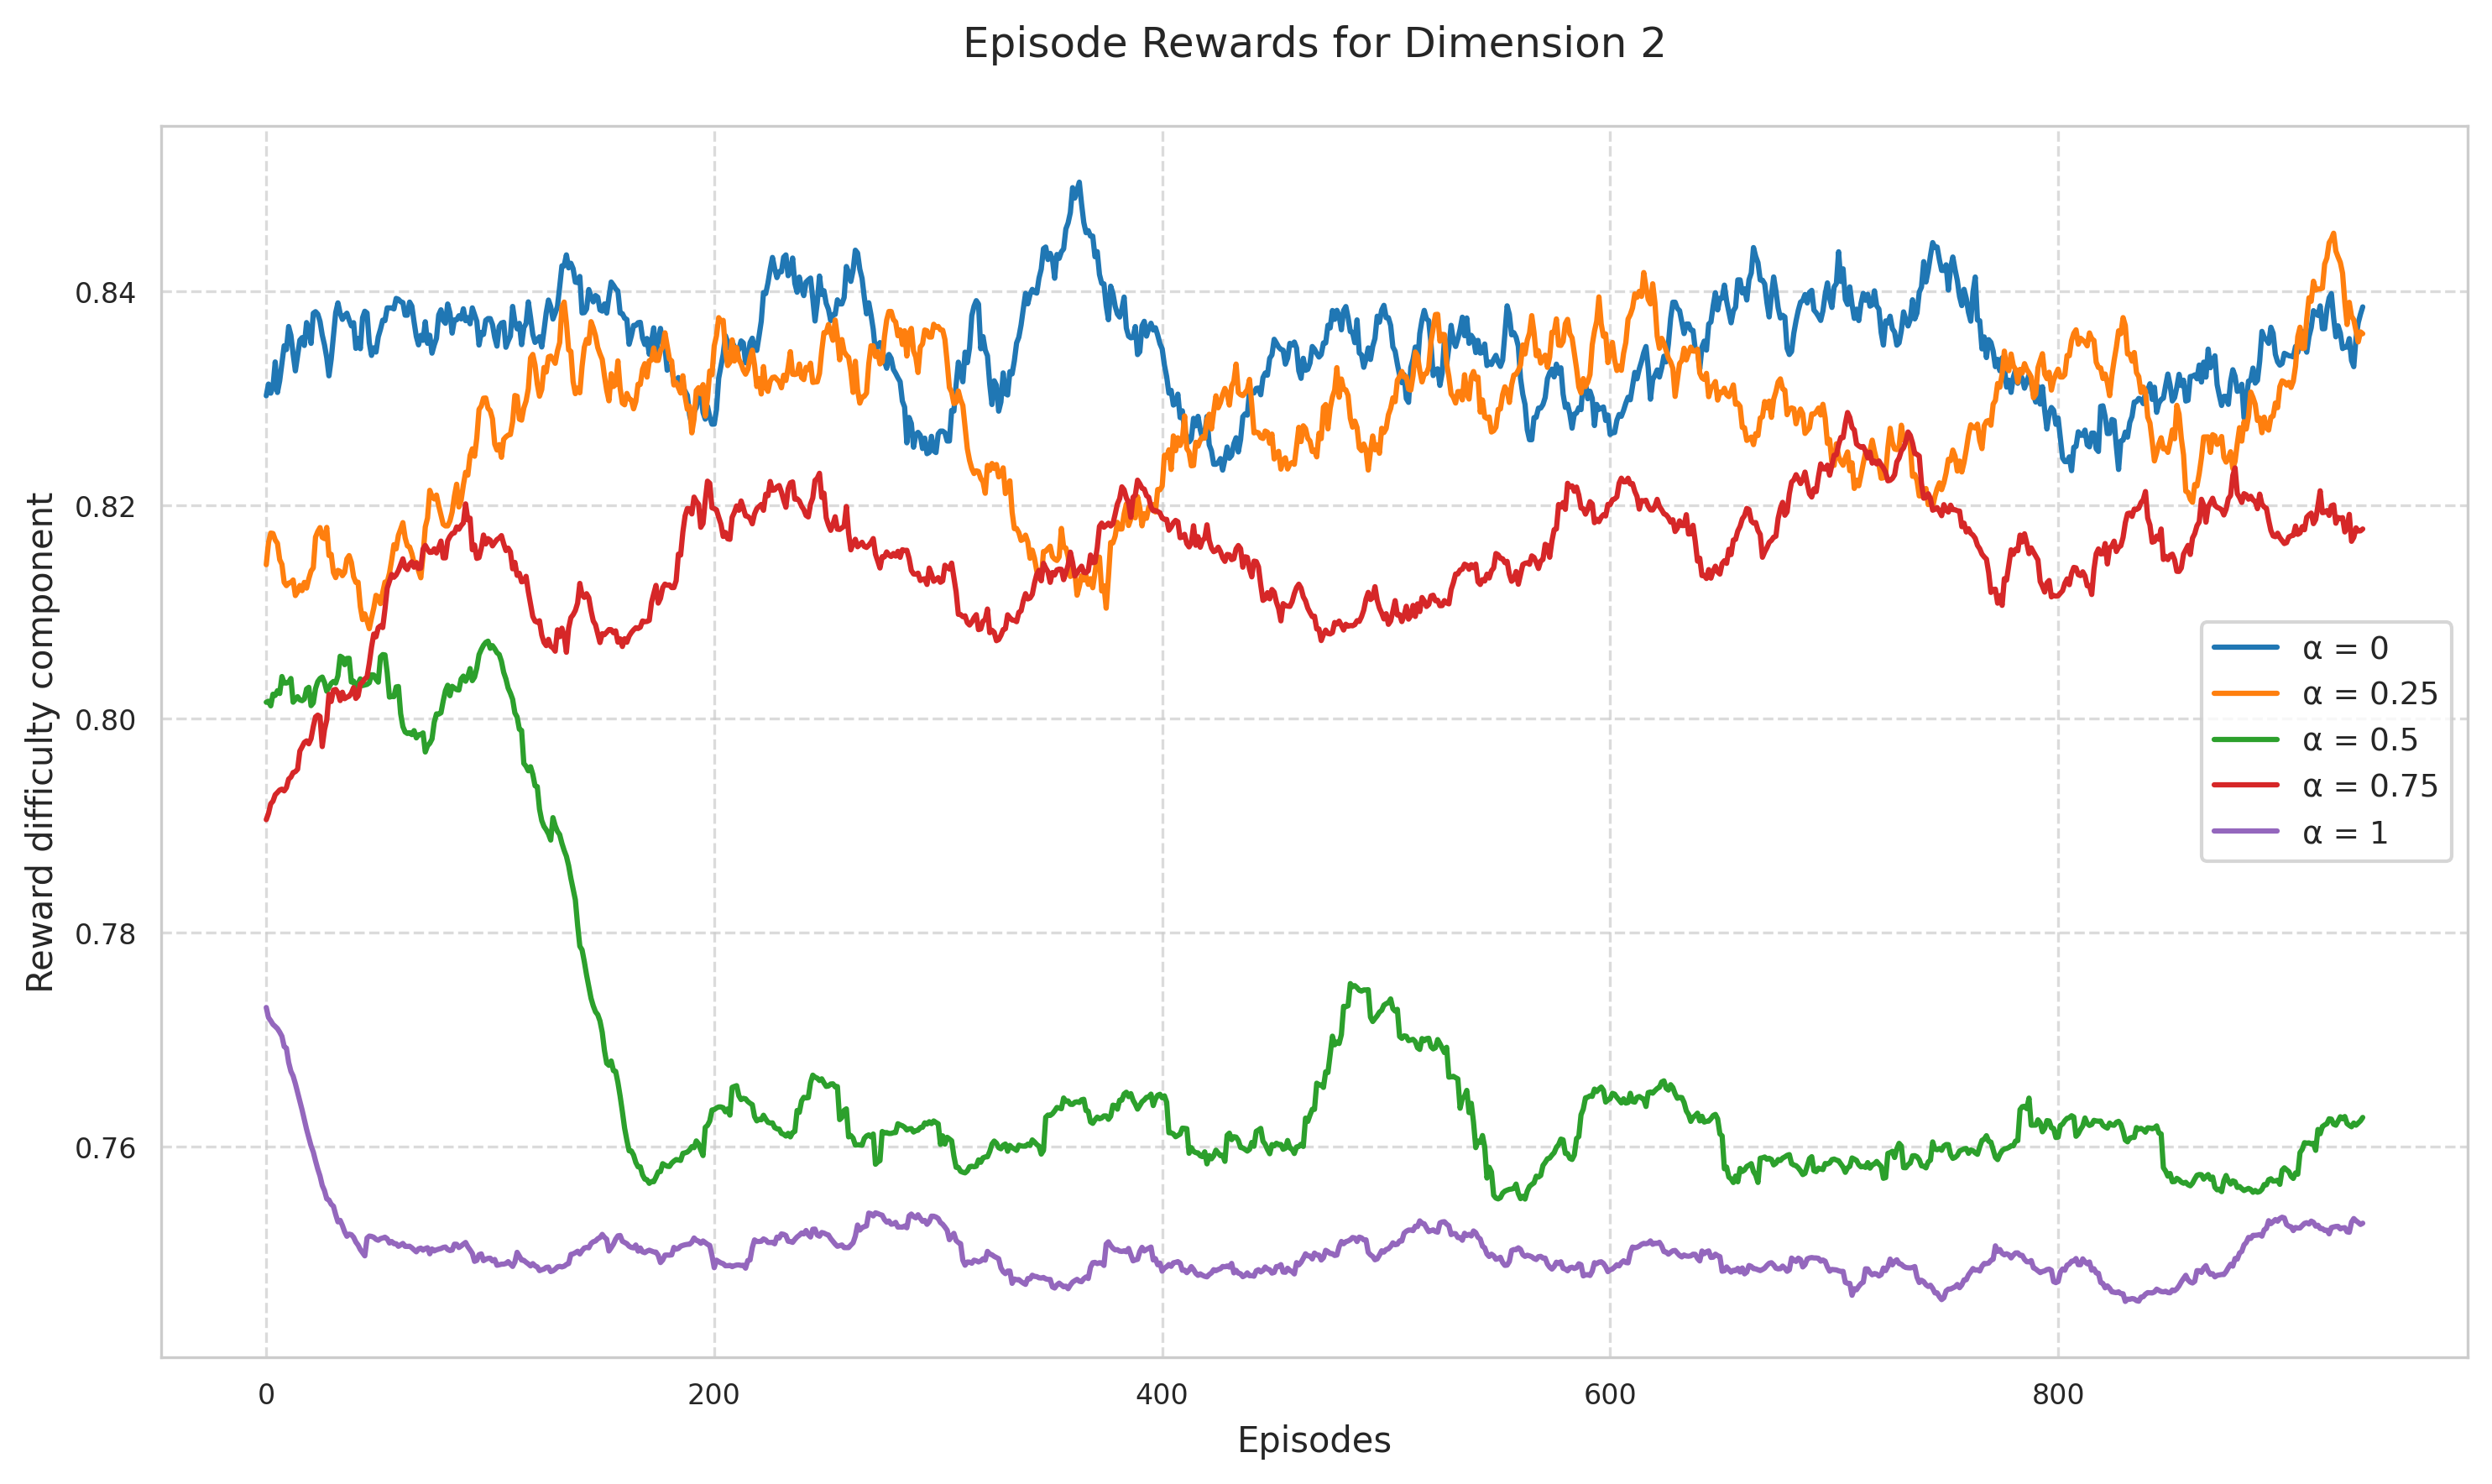 Episode Rewards for Dimension 2
Reward difficulty component
0.84
0.82
0.80
0.78
0.76
α = 0
α = 0.25
α = 0.5
α = 0.75
α = 1
0
200
400
600
800
Episodes